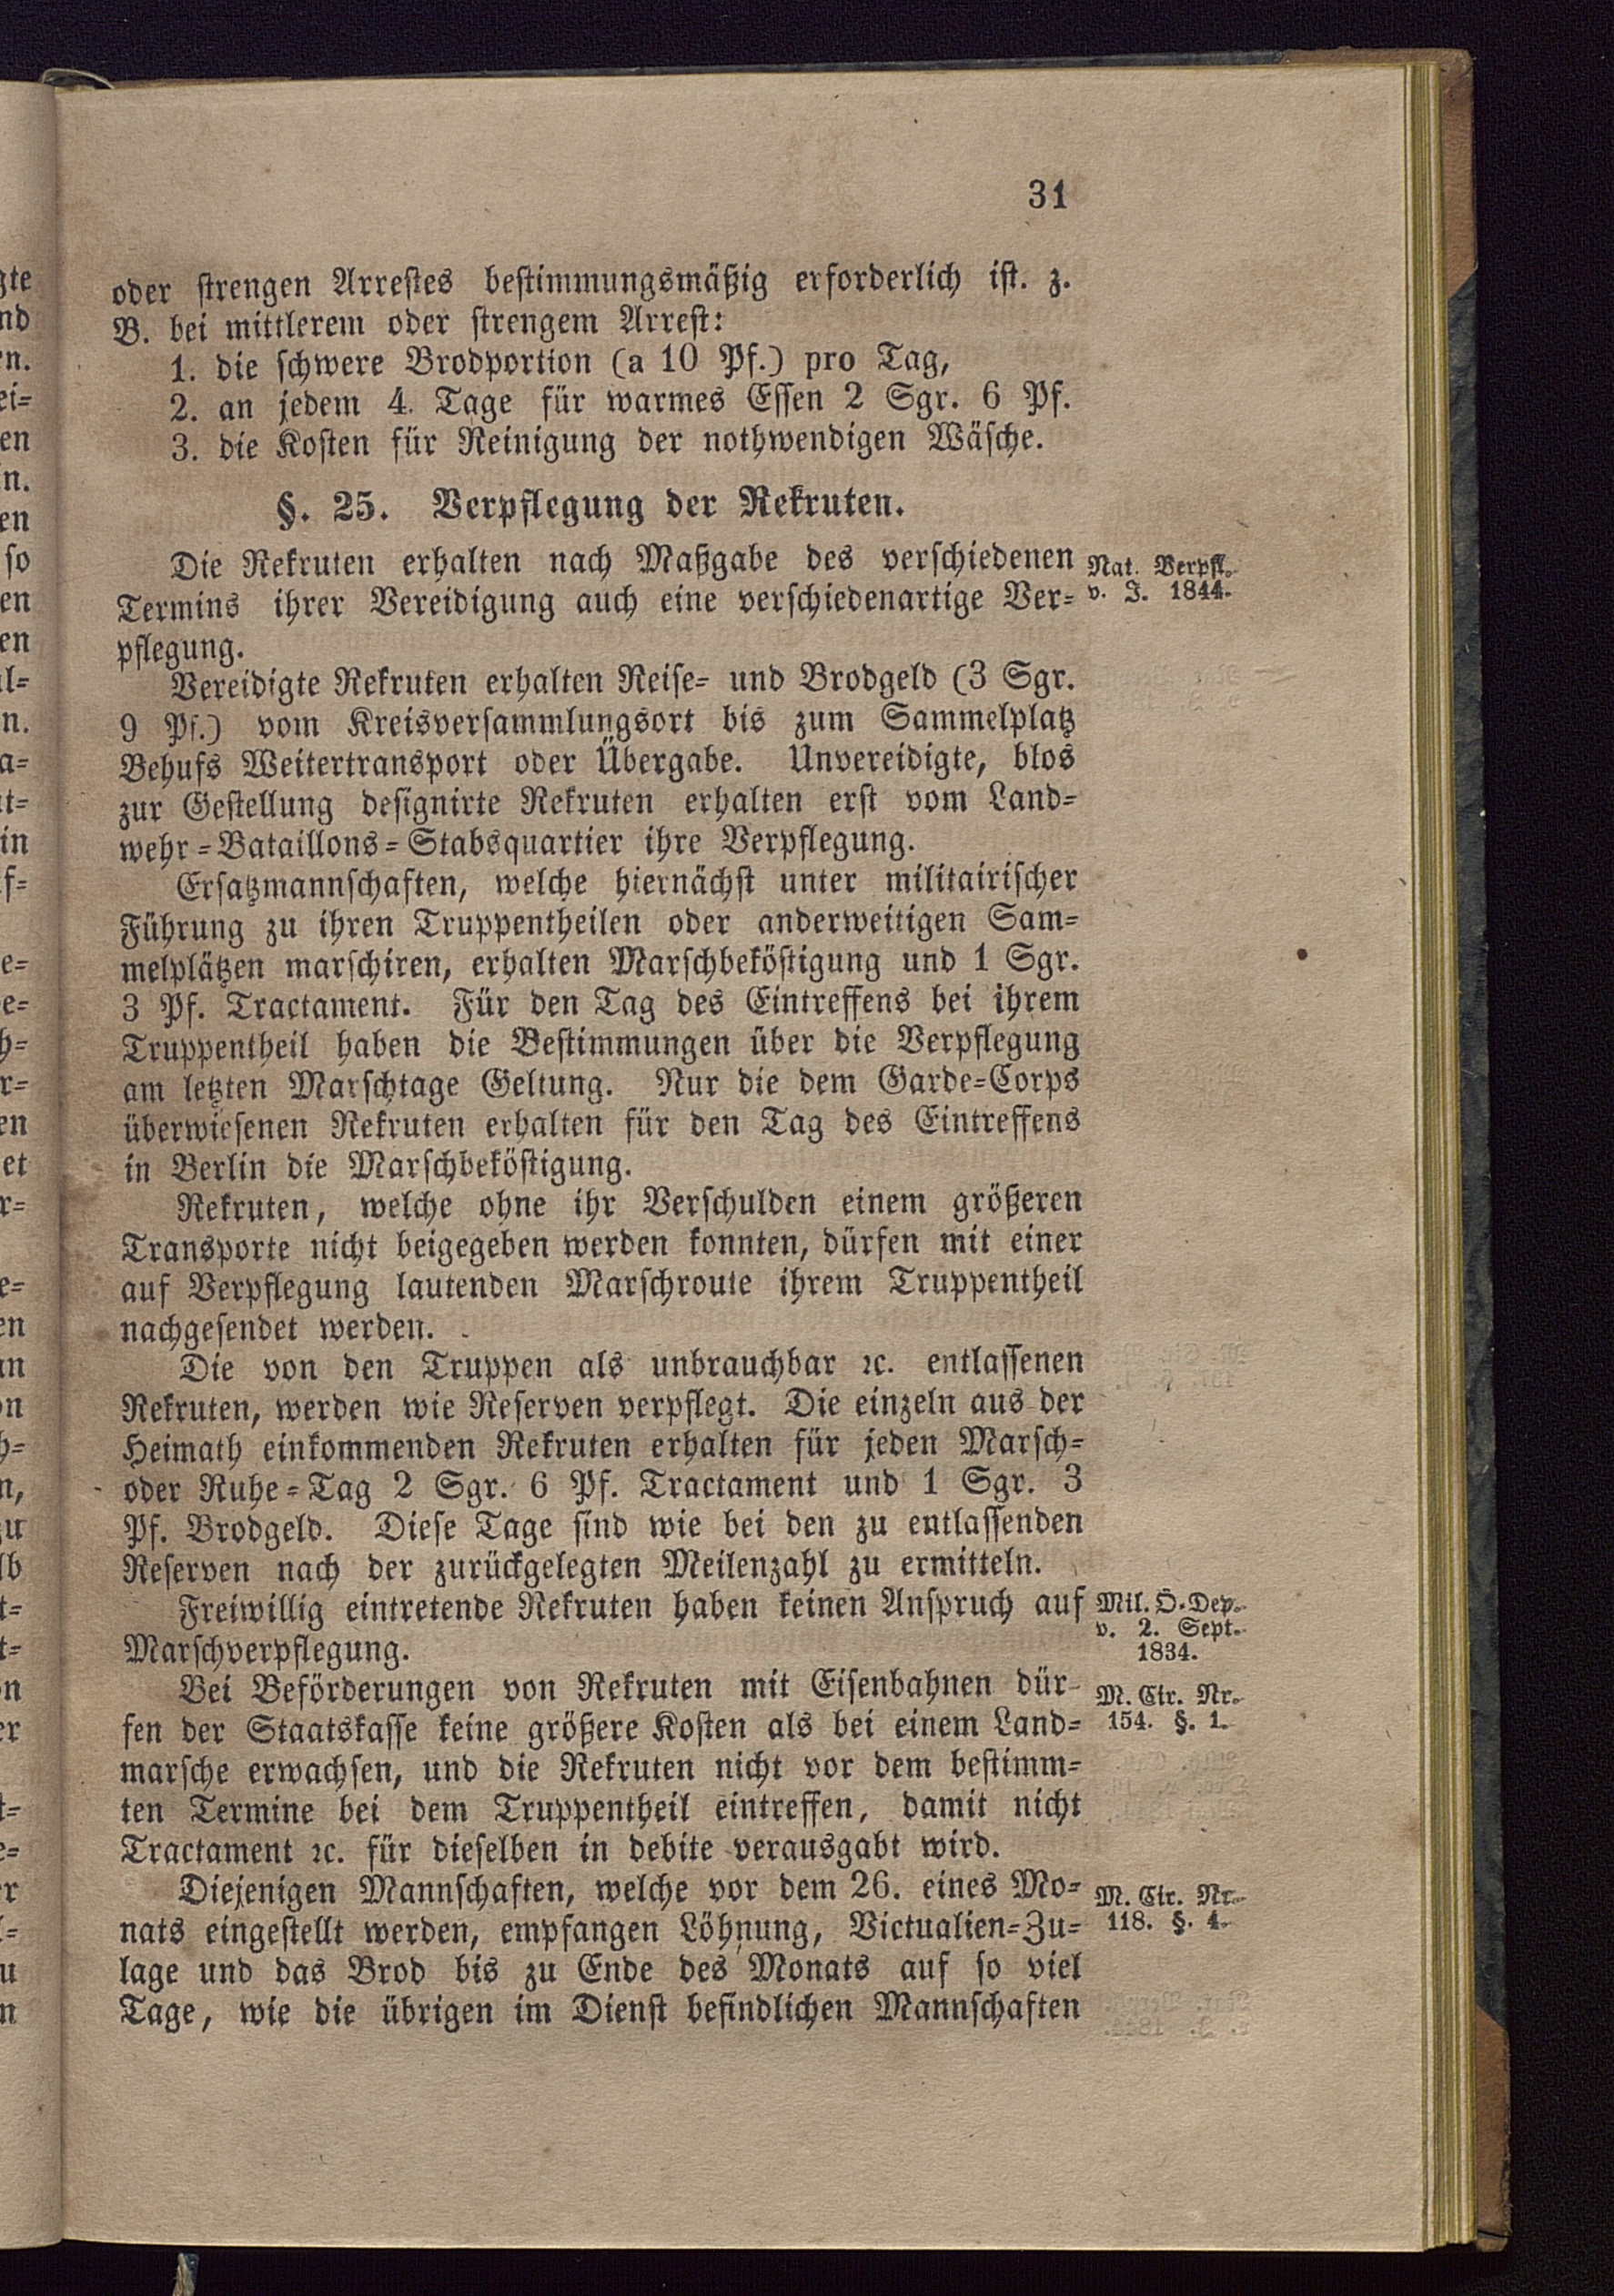 31
oder strengen Arrestes bestimmungsmäßig erforderlich ist. z.
B. bei mittlerem oder strengem Arrest:
1. die schwere Brodportion (a 10 Pf.) pro Tag,
2. an jedem 4. Tage für warmes Essen 2 Sgr. 6 Pf.
3. die Kosten für Reinigung der nothwendigen Wäsche.
§. 25. Verpflegung der Rekruten.
Die Rekruten erhalten nach Maßgabe des verschiedenen
Termins ihrer Vereidigung auch eine verschiedenartige Ver-
pflegung.
Nat. Verpfl.
v. J. 1844.
Vereidigte Rekruten erhalten Reise- und Brodgeld (3 Sgr.
9 Pf.) vom Kreisversammlungsort bis zum Sammelplatz
Behufs Weitertransport oder Übergabe. Unvereidigte, blos
zur Gestellung designirte Rekruten erhalten erst vom Land-
wehr-Bataillons-Stabsquartier ihre Verpflegung.
Ersatzmannschaften, welche hiernächst unter militairischer
Führung zu ihren Truppentheilen oder anderweitigen Sam-
melplätzen marschiren, erhalten Marschbeköstigung und 1 Sgr.
3 Pf. Tractament. Für den Tag des Eintreffens bei ihrem
Truppentheil haben die Bestimmungen über die Verpflegung
am letzten Marschtage Geltung. Nur die dem Garde-Corps
überwiesenen Rekruten erhalten für den Tag des Eintreffens
in Berlin die Marschbeköstigung.
Rekruten, welche ohne ihr Verschulden einem größeren
Transporte nicht beigegeben werden konnten, dürfen mit einer
auf Verpflegung lautenden Marschroute ihrem Truppentheil
nachgesendet werden.
Die von den Truppen als unbrauchbar ꝛc. entlassenen
Rekruten, werden wie Reserven verpflegt. Die einzeln aus der
Heimath einkommenden Rekruten erhalten für jeden Marsch-
oder Ruhe-Tag 2 Sgr. 6 Pf. Tractament und 1 Sgr. 3
Pf. Brodgeld. Diese Tage sind wie bei den zu entlassenden
Reserven nach der zurückgelegten Meilenzahl zu ermitteln.
Freiwillig eintretende Rekruten haben keinen Anspruch auf
Marschverpflegung.
Mil. Ö. Dep.
v. 2. Sept.
1834.
Bei Beförderungen von Rekruten mit Eisenbahnen dür-
fen der Staatskasse keine größere Kosten als bei einem Land-
marsche erwachsen, und die Rekruten nicht vor dem bestimm-
ten Termine bei dem Truppentheil eintreffen, damit nicht
Tractament ꝛc. für dieselben in debite verausgabt wird.
M. Cir. Nr.
154. §. 1.
Diejenigen Mannschaften, welche vor dem 26. eines Mo-
nats eingestellt werden, empfangen Löhnung, Victualien-Zu-
lage und das Brod bis zu Ende des Monats auf so viel
Tage, wie die übrigen im Dienst befindlichen Mannschaften
M. Cir. Nr.
118. §. 4.